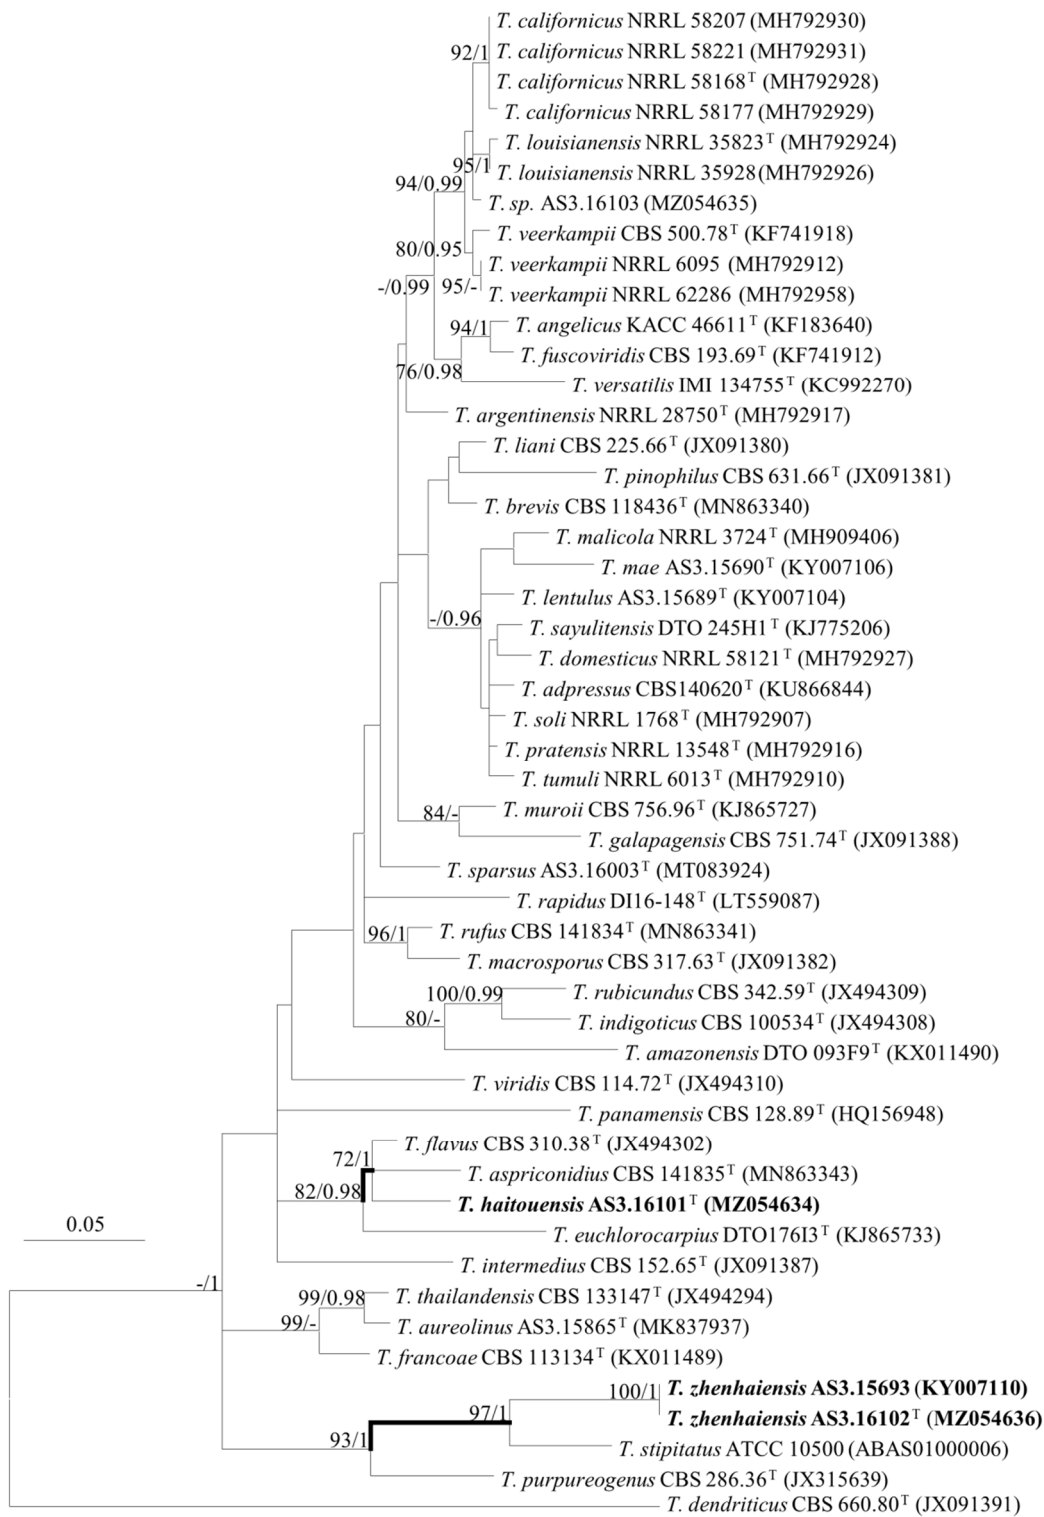 T. californicus NRRL 58207 (MH792930)
T. californicus NRRL 58221 (MH792931)
92/1
T. californicus NRRL 58168ᵀ (MH792928)
T. californicus NRRL 58177 (MH792929)
T. louisianensis NRRL 35823ᵀ (MH792924)
95/1
T. louisianensis NRRL 35928(MH792926)
94/0.99
T. sp. AS3.16103 (MZ054635)
T. veerkampii CBS 500.78ᵀ (KF741918)
80/0.95
T. veerkampii NRRL 6095 (MH792912)
-/0.99
95/-
T. veerkampii NRRL 62286 (MH792958)
94/1
T. angelicus KACC 46611ᵀ (KF183640)
T. fuscoviridis CBS 193.69ᵀ (KF741912)
76/0.98
T. versatilis IMI 134755ᵀ (KC992270)
T. argentinensis NRRL 28750ᵀ (MH792917)
T. liani CBS 225.66ᵀ (JX091380)
T. pinophilus CBS 631.66ᵀ (JX091381)
T. brevis CBS 118436ᵀ (MN863340)
T. malicola NRRL 3724ᵀ (MH909406)
T. mae AS3.15690ᵀ (KY007106)
T. lentulus AS3.15689ᵀ (KY007104)
-/0.96
T. sayulitensis DTO 245H1ᵀ (KJ775206)
T. domesticus NRRL 58121ᵀ (MH792927)
T. adpressus CBS140620ᵀ (KU866844)
T. soli NRRL 1768ᵀ (MH792907)
T. pratensis NRRL 13548ᵀ (MH792916)
T. tumuli NRRL 6013ᵀ (MH792910)
84/-
T. muroii CBS 756.96ᵀ (KJ865727)
T. galapagensis CBS 751.74ᵀ (JX091388)
T. sparsus AS3.16003ᵀ (MT083924)
T. rapidus DI16-148ᵀ (LT559087)
96/1
T. rufus CBS 141834ᵀ (MN863341)
T. macrosporus CBS 317.63ᵀ (JX091382)
100/0.99
T. rubicundus CBS 342.59ᵀ (JX494309)
80/-
T. indigoticus CBS 100534ᵀ (JX494308)
T. amazonensis DTO 093F9ᵀ (KX011490)
T. viridis CBS 114.72ᵀ (JX494310)
T. panamensis CBS 128.89ᵀ (HQ156948)
T. flavus CBS 310.38ᵀ (JX494302)
72/1
T. aspriconidius CBS 141835ᵀ (MN863343)
82/0.98
T. haitouensis AS3.16101ᵀ (MZ054634)
0.05
T. euchlorocarpius DTO176I3ᵀ (KJ865733)
T. intermedius CBS 152.65ᵀ (JX091387)
-/1
99/0.98
T. thailandensis CBS 133147ᵀ (JX494294)
99/-
T. aureolinus AS3.15865ᵀ (MK837937)
T. francoae CBS 113134ᵀ (KX011489)
100/1
T. zhenhaiensis AS3.15693 (KY007110)
97/1
T. zhenhaiensis AS3.16102ᵀ (MZ054636)
93/1
T. stipitatus ATCC 10500 (ABAS01000006)
T. purpureogenus CBS 286.36ᵀ (JX315639)
T. dendriticus CBS 660.80ᵀ (JX091391)